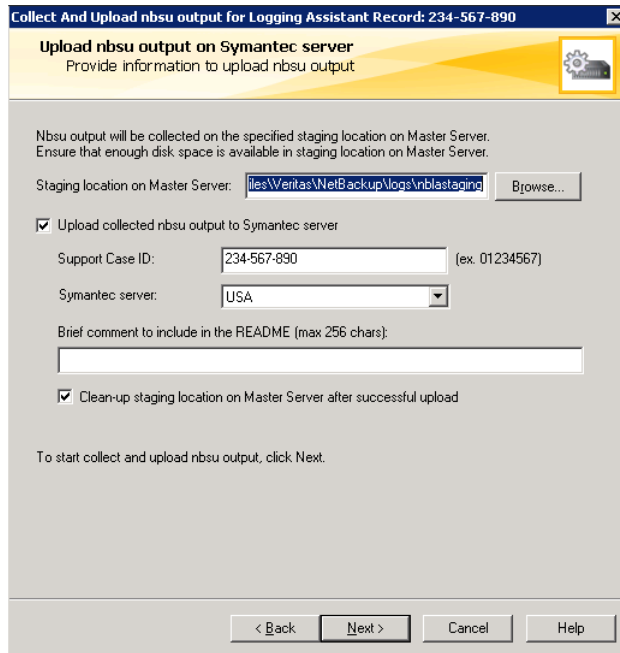 Collect And Upload nbsu output for Logging Assistant Record: 234-567-890
Upload nbsu output on Symantec server
Provide information to upload nbsu output
Nbsu output will be collected on the specified staging location on Master Server.
Ensure that enough disk space is available in staging location on Master Server.
Staging location on Master Server: iles\Veritas\NetBackup\logs\nblastaging Browse...
Upload collected nbsu output to Symantec server
Support Case ID: 234-567-890 (ex. 01234567)
Symantec server: USA
Brief comment to include in the README (max 256 chars):
Clean-up staging location on Master Server after successful upload
To start collect and upload nbsu output, click Next.
< Back Next > Cancel Help